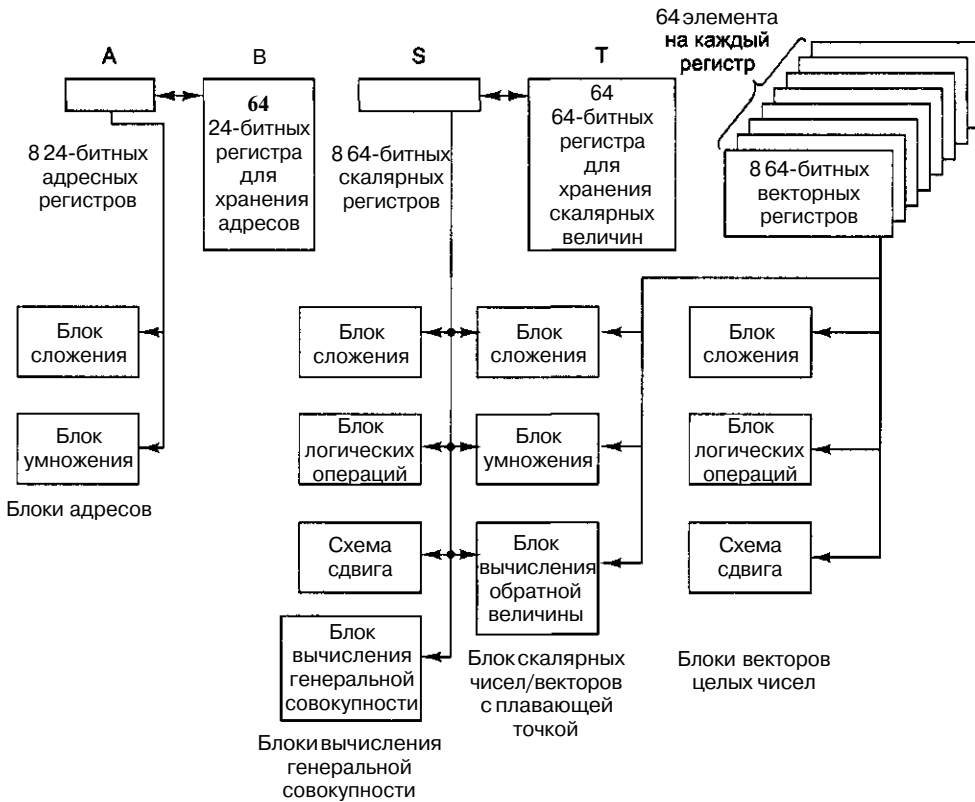 64 элемента
на каждый
регистр
A
B
S
T
64
24-битных
регистра
для
хранения
адресов
64
64-битных
регистра
для
хранения
скалярных
величин
8 24-битных
адресных
регистров
8 64-битных
скалярных
регистров
8 64-битных
векторных
регистров
Блок
сложения
Блок
сложения
Блок
сложения
Блок
сложения
Блок
умножения
Блок
логических
операций
Блок
умножения
Блок
логических
операций
Блоки адресов
Схема
сдвига
Блок
вычисления
обратной
величины
Схема
сдвига
Блок
вычисления
генеральной
совокупности
Блок скалярных
чисел/векторов
с плавающей
точкой
Блоки векторов
целых чисел
Блоки вычисления
генеральной
совокупности